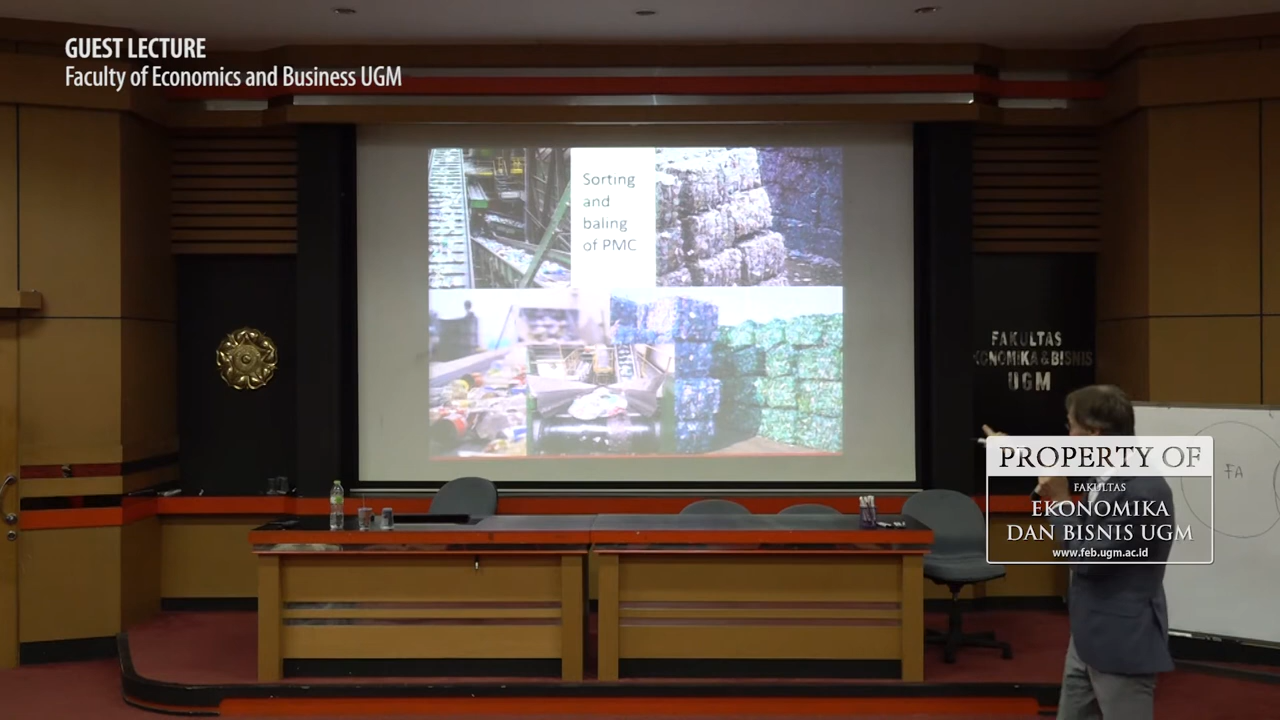 GUEST LECTURE
Faculty of Economics and Business UGM
Sorting
and
baling
of PMC
FAKULTAS
EKONOMIKA & BISNIS
UGM
FA
PROPERTY OF
FAKULTAS
EKONOMIKA
DAN BISNIS UGM
www.feb.ugm.ac.id